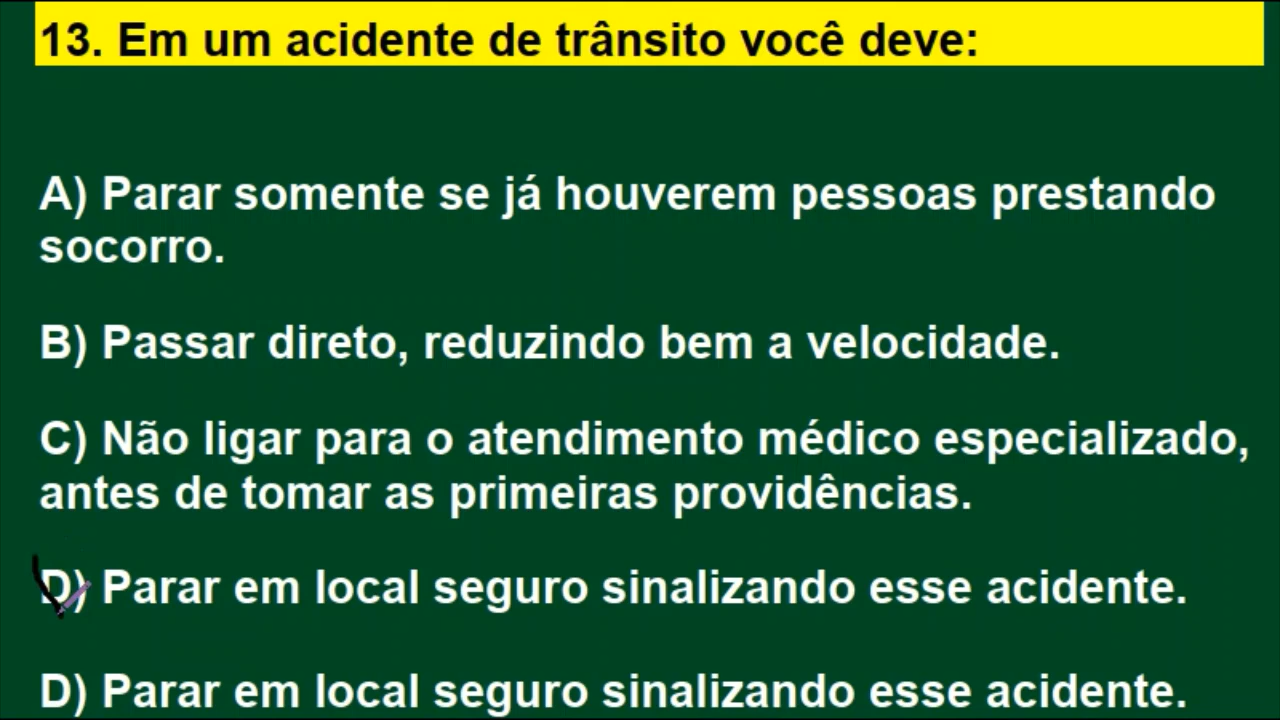 13. Em um acidente de trânsito você deve:
A) Parar somente se já houverem pessoas prestando
socorro.
B) Passar direto, reduzindo bem a velocidade.
C) Não ligar para o atendimento médico especializado,
antes de tomar as primeiras providências.
D) Parar em local seguro sinalizando esse acidente.
D) Parar em local seguro sinalizando esse acidente.